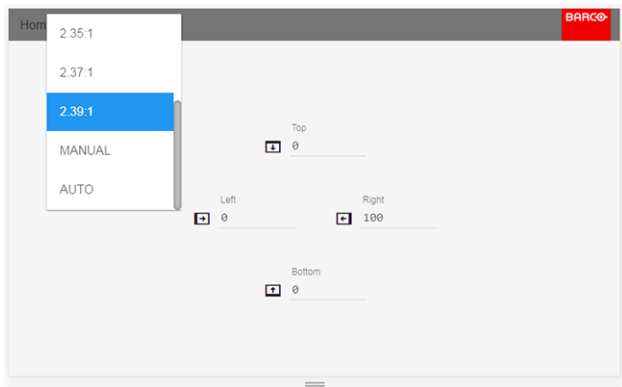 Hom
BARCO
2.35:1
2.37:1
2.39:1
MANUAL
AUTO
Top
0
Left
0
Right
100
Bottom
0